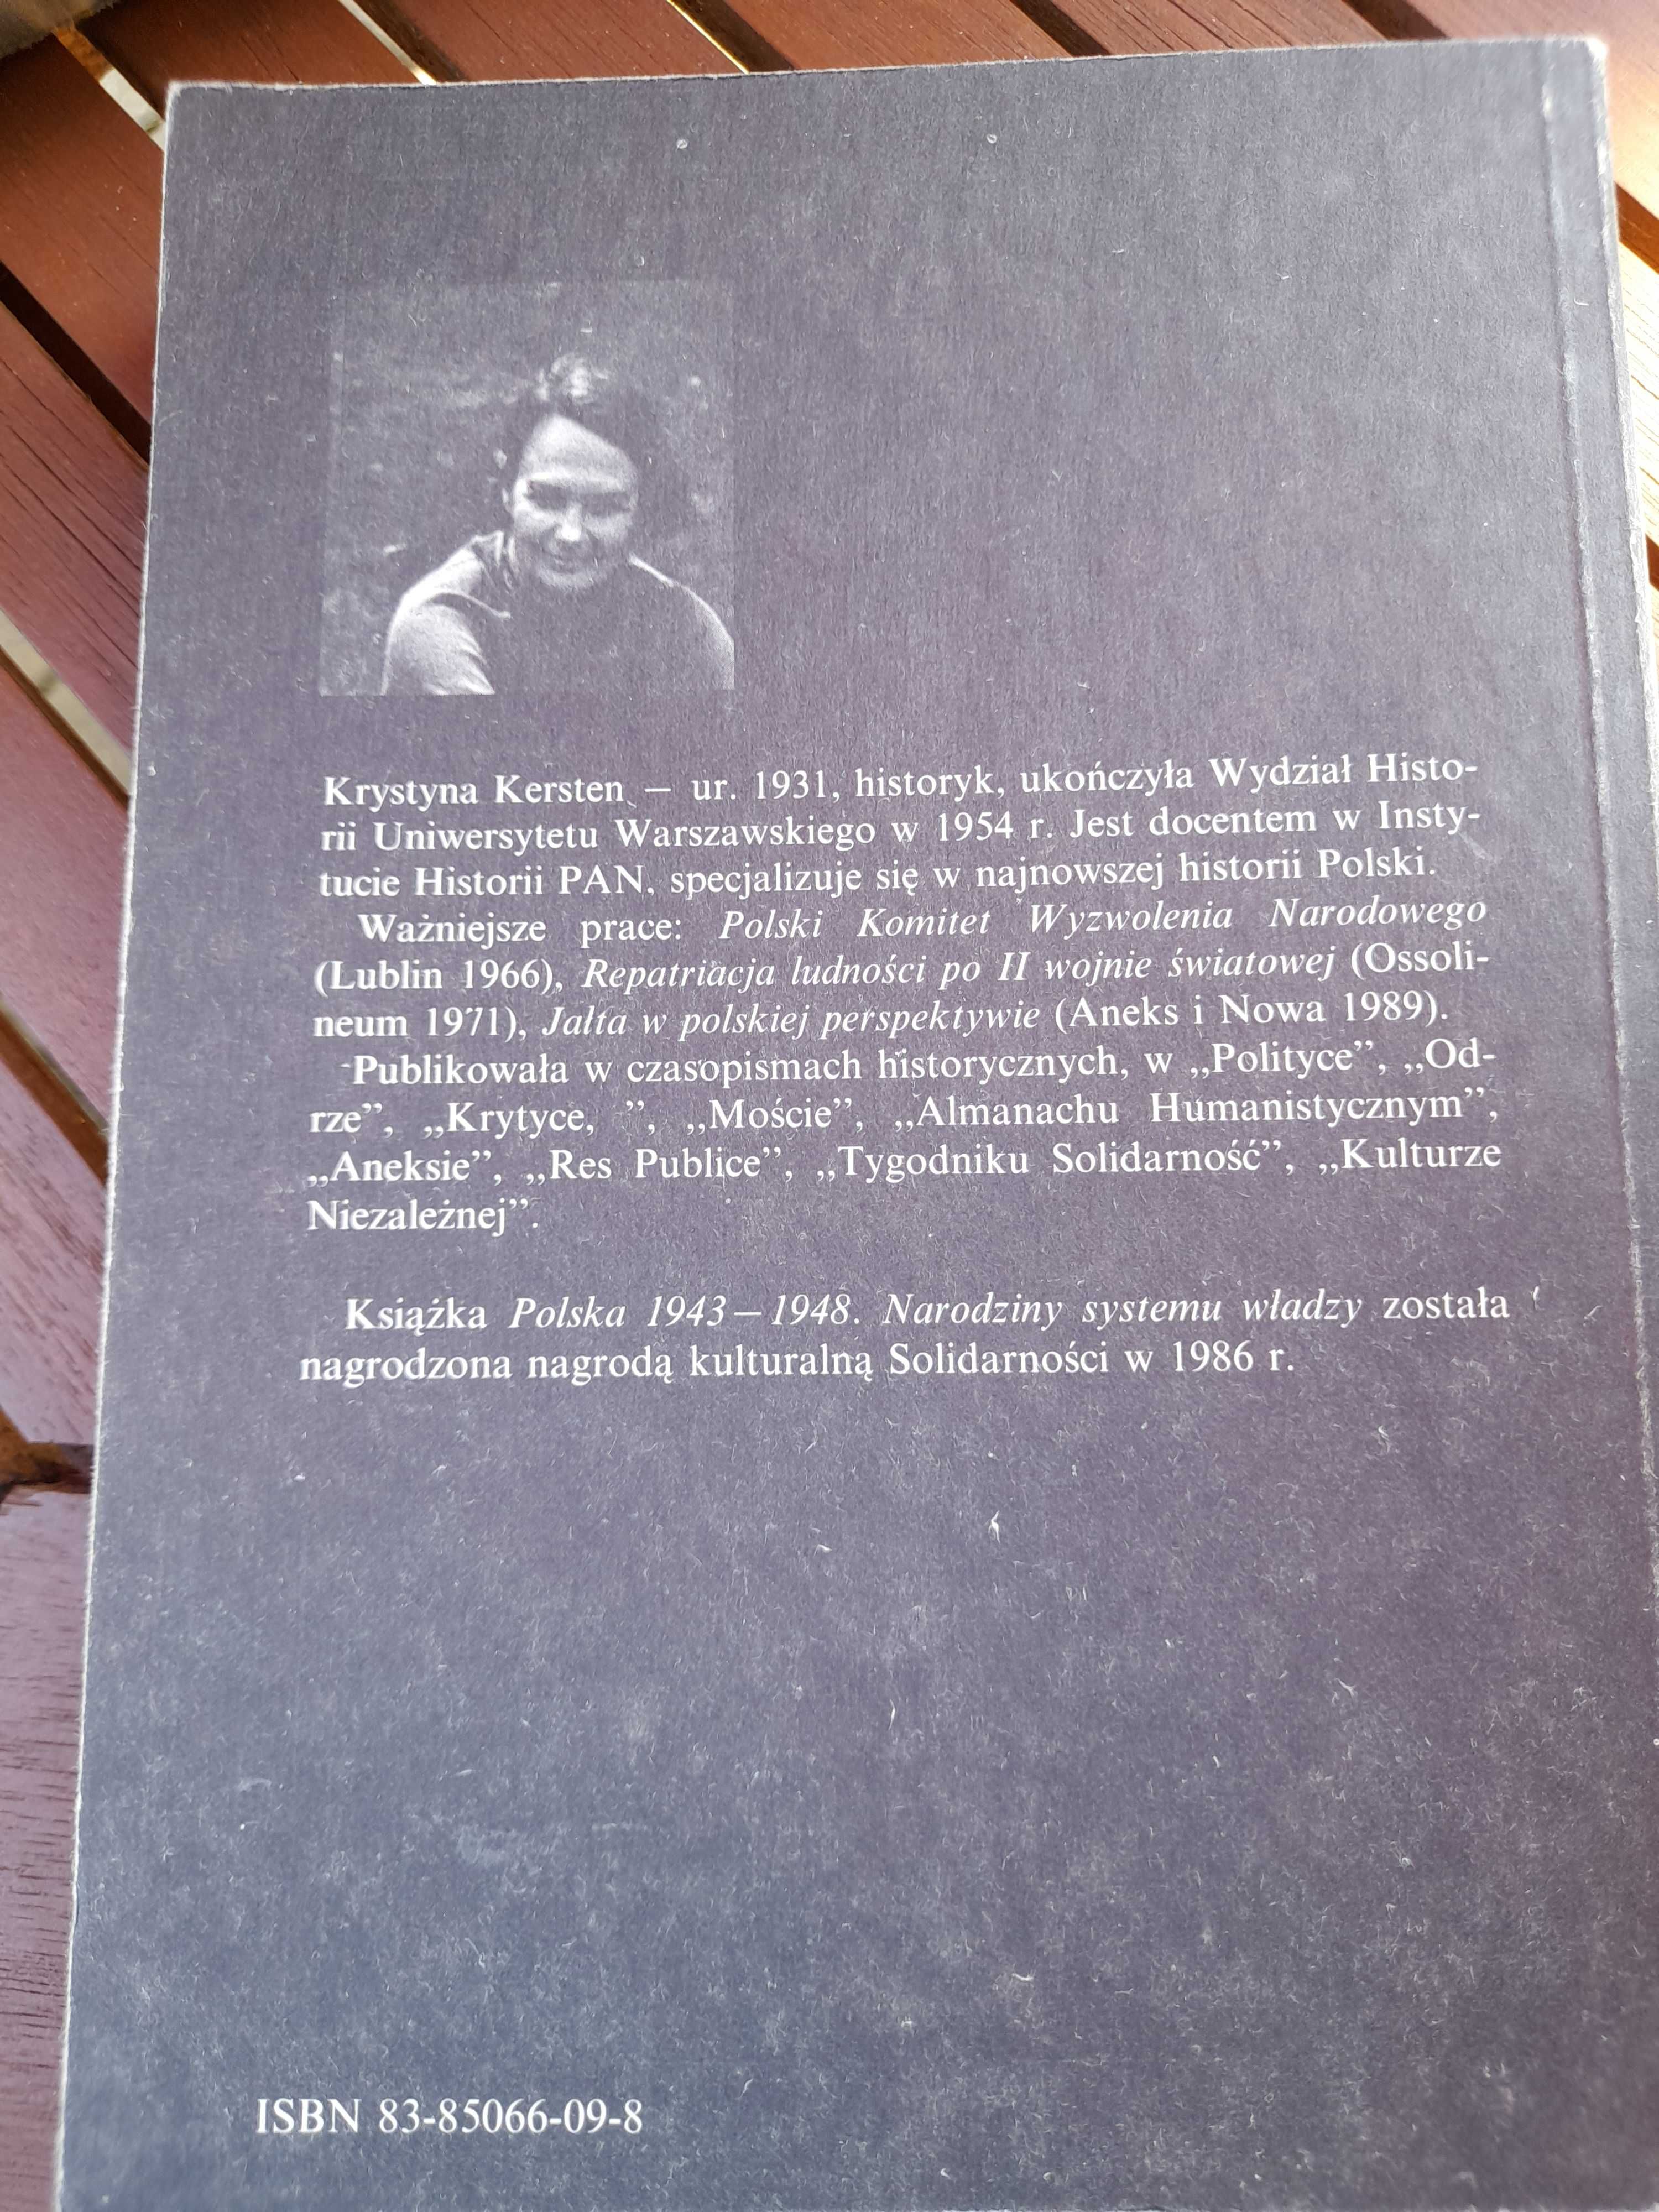 Krystyna Kersten — ur. 1931, historyk, ukończyła Wydział Histo-
rii Uniwersytetu Warszawskiego w 1954 r. Jest docentem w Insty-
tucie Historii PAN, specjalizuje się w najnowszej historii Polski.
Ważniejsze prace: Polski Komitet Wyzwolenia Narodowego
(Lublin 1966), Repatriacja ludności po II wojnie światowej (Ossoli-
neum 1971), Jałta w polskiej perspektywie (Aneks i Nowa 1989).
Publikowała w czasopismach historycznych, w „Polityce”, „Od-
rze”, „Krytyce, ”, „Moście”, „Almanachu Humanistycznym”,
„Aneksie”, „Res Publice”, „Tygodniku Solidarność”, „Kulturze
Niezależnej”.
Książka Polska 1943—1948. Narodziny systemu władzy została
nagrodzona nagrodą kulturalną Solidarności w 1986 r.
ISBN 83-85066-09-8